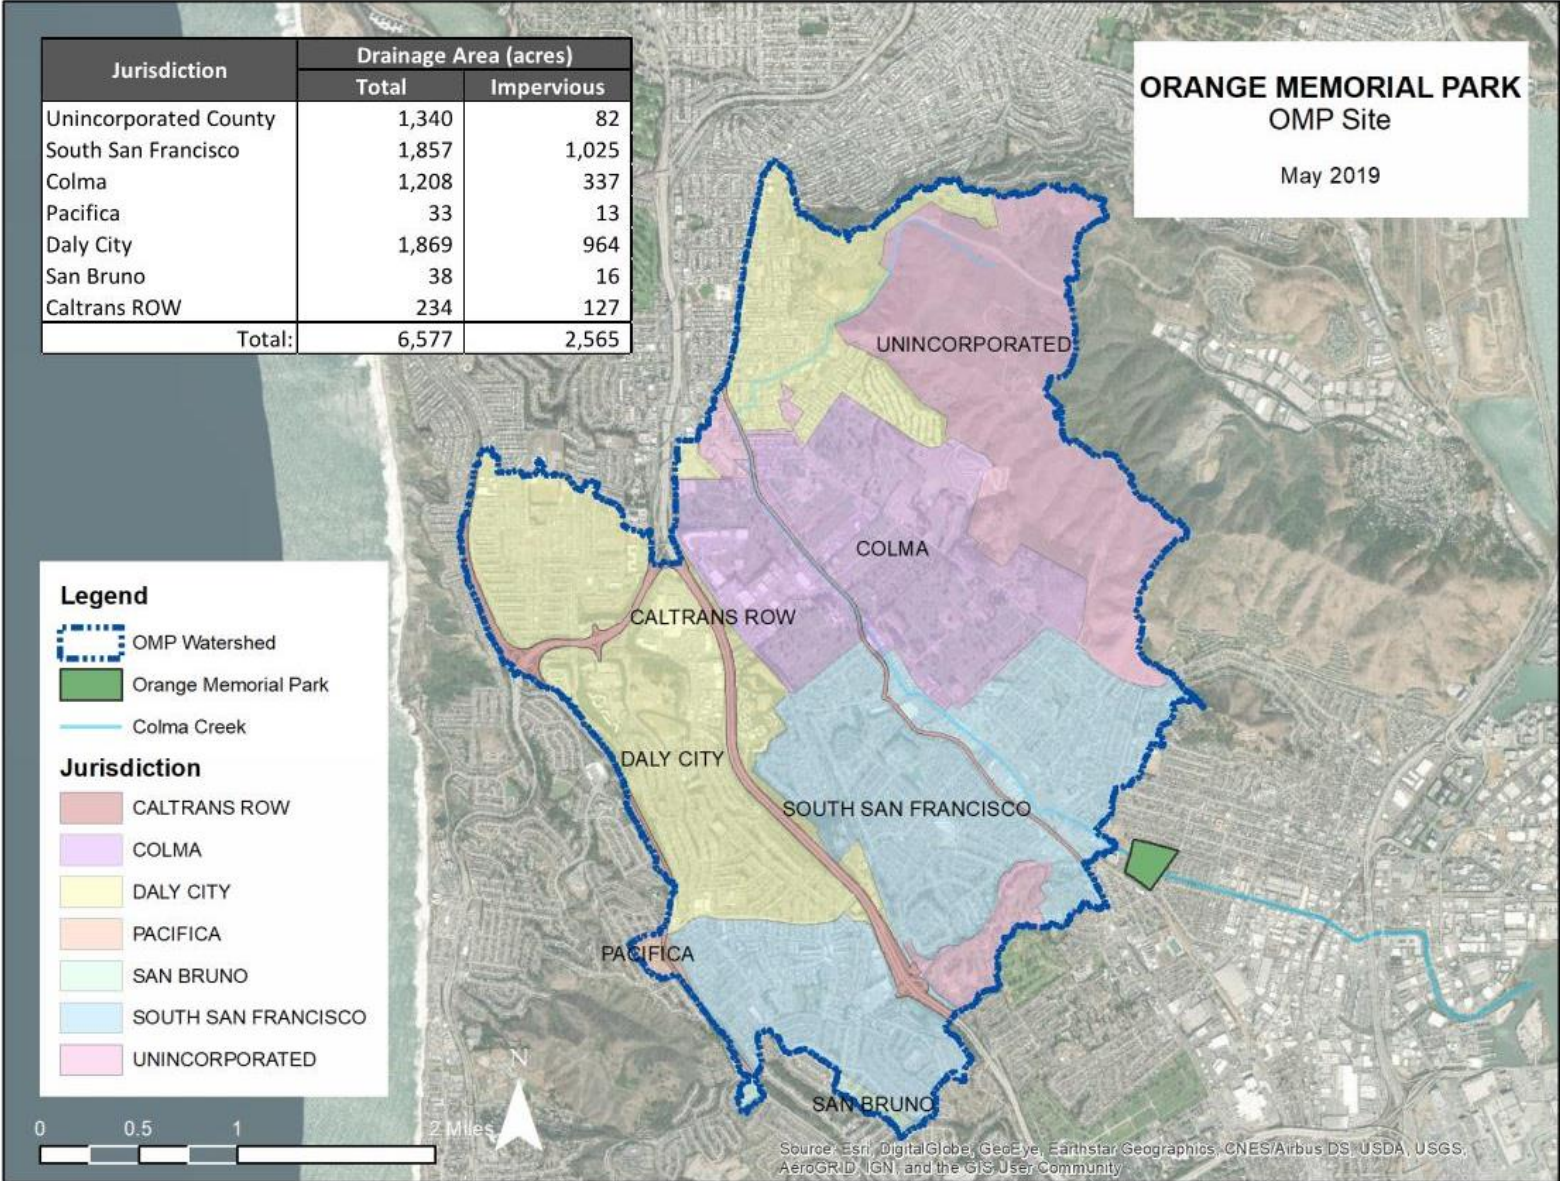 Jurisdiction Drainage Area (acres)
Total Impervious
Unincorporated County 1,340 82
South San Francisco 1,857 1,025
Colma 1,208 337
Pacifica 33 13
Daly City 1,869 964
San Bruno 38 16
Caltrans ROW 234 127
Total: 6,577 2,565
ORANGE MEMORIAL PARK
OMP Site
May 2019
UNINCORPORATED
COLMA
CALTRANS ROW
DALY CITY
SOUTH SAN FRANCISCO
PACIFICA
SAN BRUNO
Legend
OMP Watershed
Orange Memorial Park
Colma Creek
Jurisdiction
CALTRANS ROW
COLMA
DALY CITY
PACIFICA
SAN BRUNO
SOUTH SAN FRANCISCO
UNINCORPORATED
N
0 0.5 1 2 Miles
Source: Esri, DigitalGlobe, GeoEye, Earthstar Geographics, CNES/Airbus DS, USDA, USGS,
AeroGRID, IGN, and the GIS User Community